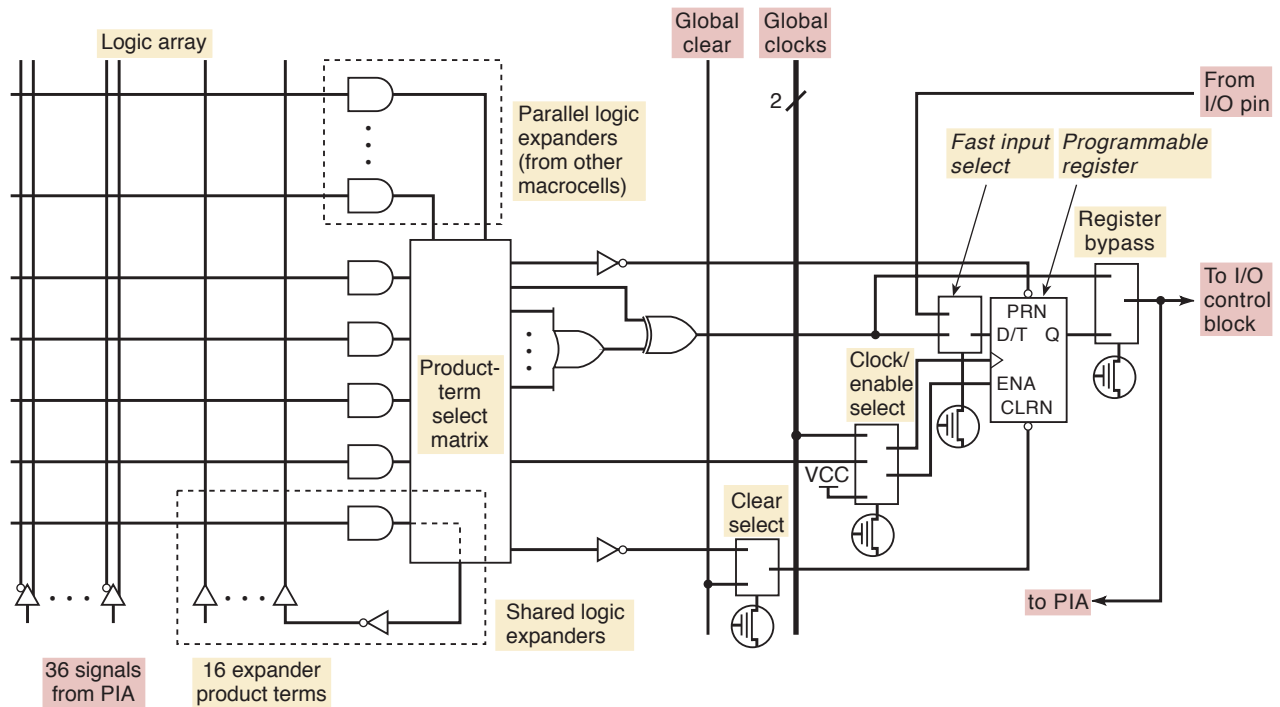 Logic array
Global
clear
Global
clocks
2
From
I/O pin
Parallel logic
expanders
(from other
macrocells)
Fast input
select
Programmable
register
Register
bypass
To I/O
control
block
PRN
D/T
Q
ENA
CLRN
Product-
term
select
matrix
Clock/
enable
select
VCC
Clear
select
to PIA
Shared logic
expanders
36 signals
from PIA
16 expander
product terms